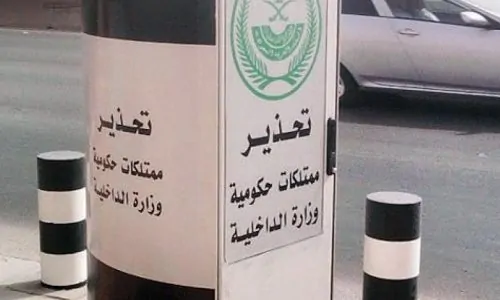 تحذير
ممتلكات حكومية
وزارة الداخلية
تحذير
ممتلكات حكومية
وزارة الداخلية